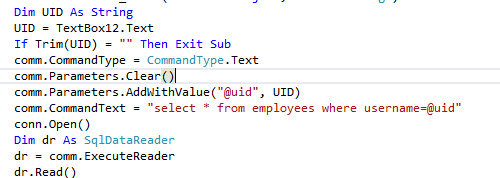 Dim UID As String
UID = TextBox12.Text
If Trim(UID) = "" Then Exit Sub
comm.CommandType = CommandType.Text
comm.Parameters.Clear()
comm.Parameters.AddWithValue("@uid", UID)
comm.CommandText = "select * from employees where username=@uid"
conn.Open()
Dim dr As SqlDataReader
dr = comm.ExecuteReader
dr.Read()